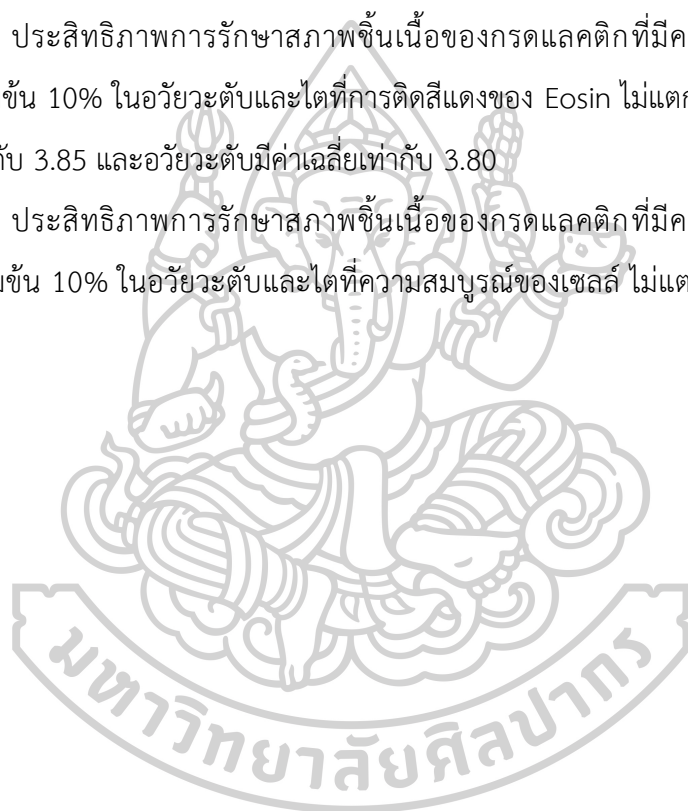 ประสิทธิภาพการรักษาสภาพชิ้นเนื้อของกรดแลคติกที่มีค
ข้น 10% ในอวัยวะตับและไตที่การติดสีแดงของ Eosin ไม่แต
กับ 3.85 และอวัยวะตับมีค่าเฉลี่ยเท่ากับ 3.80
ประสิทธิภาพการรักษาสภาพชิ้นเนื้อของกรดแลคติกที่มีค
มข้น 10% ในอวัยวะตับและไตที่ความสมบูรณ์ของเซลล์ ไม่แต
มหาวิทยาลัยศิลปากร